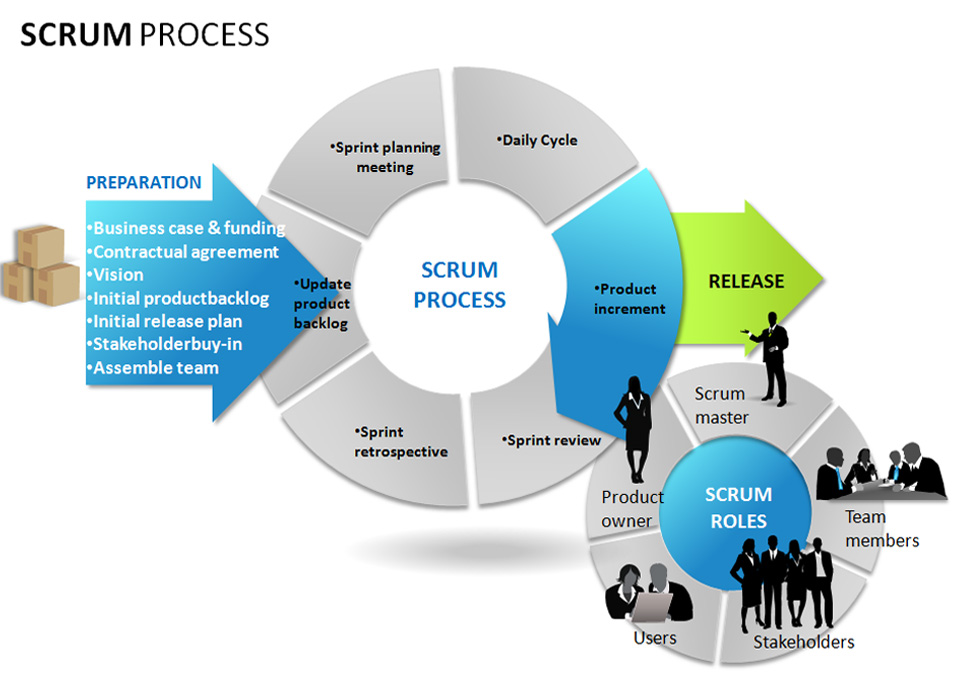 SCRUM PROCESS
PREPARATION
•Business case & funding
•Contractual agreement
•Vision
•Initial productbacklog
•Initial release plan
•Stakeholderbuy-in
•Assemble team
•Sprint planning
meeting
•Daily Cycle
•Update
product
backlog
SCRUM
PROCESS
•Product
increment
RELEASE
•Sprint
retrospective
•Sprint review
Scrum
master
Product
owner
SCRUM
ROLES
Team
members
Users
Stakeholders